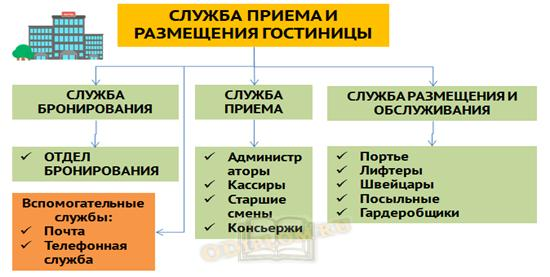 СЛУЖБА ПРИЕМА И
РАЗМЕЩЕНИЯ ГОСТИНИЦЫ
СЛУЖБА
БРОНИРОВАНИЯ
✓ ОТДЕЛ
БРОНИРОВАНИЯ
Вспомогательные
службы:
✓ Почта
✓ Телефонная
служба
СЛУЖБА
ПРИЕМА
✓ Администр
аторы
✓ Кассиры
✓ Старшие
смены
✓ Консьержи
СЛУЖБА РАЗМЕЩЕНИЯ И
ОБСЛУЖИВАНИЯ
✓ Портье
✓ Лифтеры
✓ Швейцары
✓ Посыльные
✓ Гардеробщики